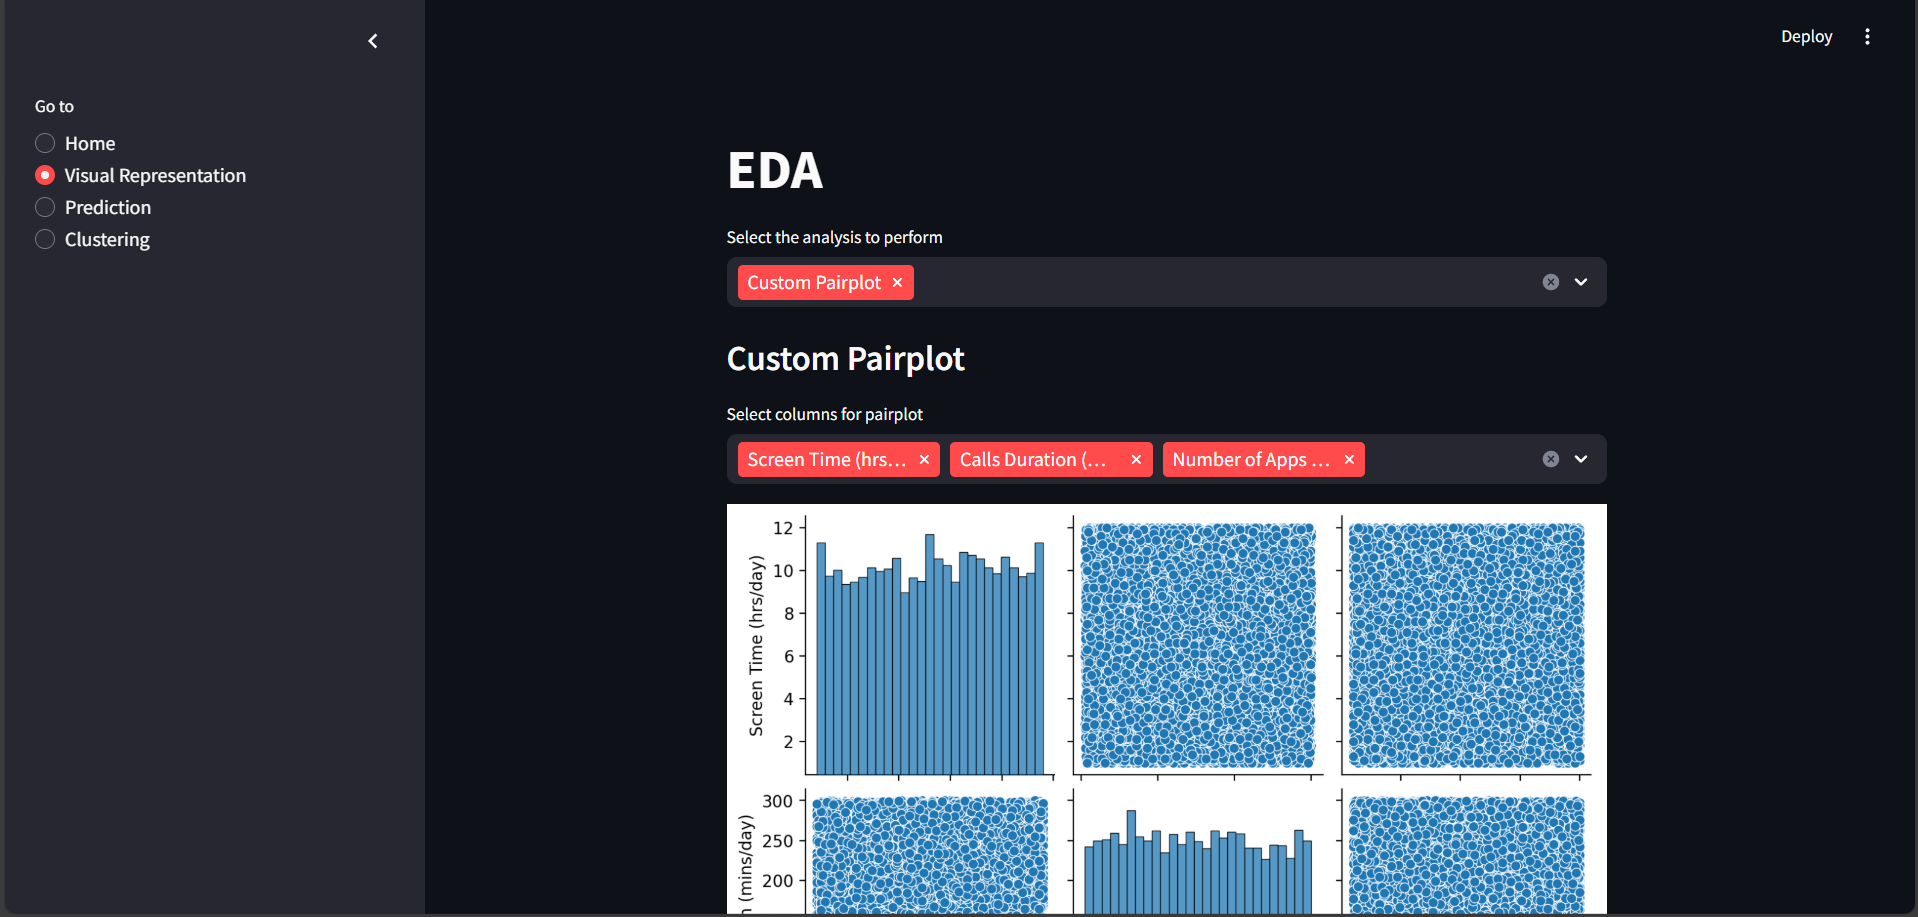 Deploy
Go to
Home
Visual Representation
Prediction
Clustering
EDA
Select the analysis to perform
Custom Pairplot
Custom Pairplot
Select columns for pairplot
Screen Time (hrs... Calls Duration (... Number of Apps ...
Screen Time (hrs/day)
12
10
8
6
4
2
(mins/day)
300
250
200